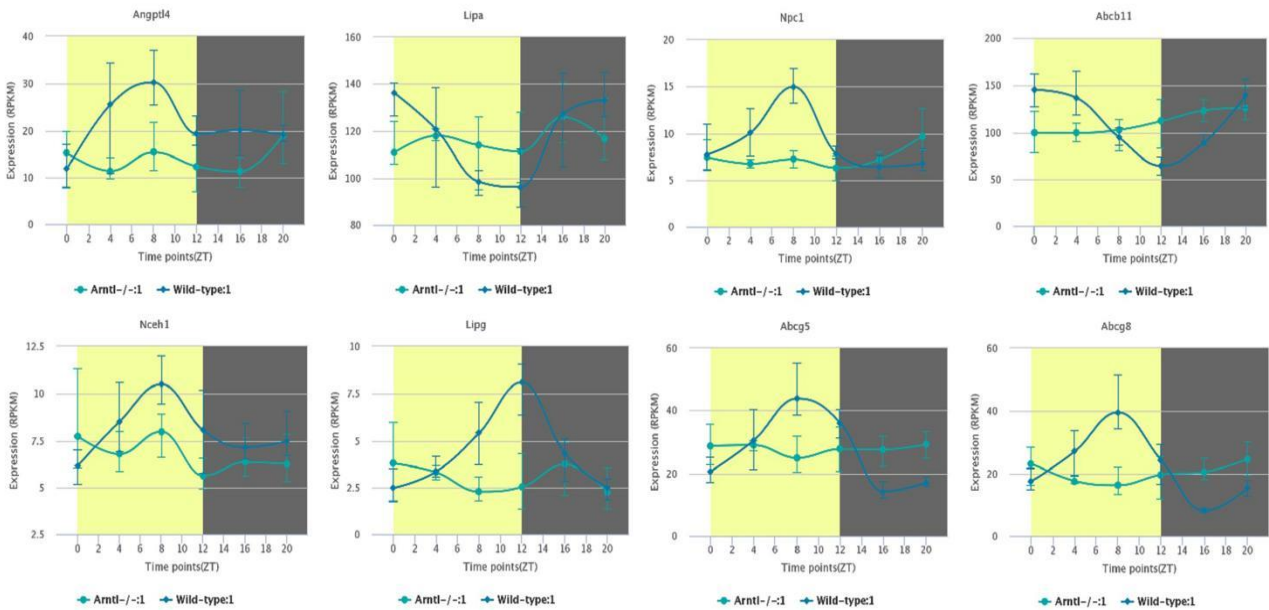 Angptl4
40
30
20
10
0
Expression (RPKM)
0 2 4 6 8 10 12 14 16 18 20
Time points(ZT)
Arntl-/-:1 Wild-type:1
Lipa
160
140
120
100
80
Expression (RPKM)
0 2 4 6 8 10 12 14 16 18 20
Time points(ZT)
Arntl-/-:1 Wild-type:1
Npc1
20
15
10
5
0
Expression (RPKM)
0 2 4 6 8 10 12 14 16 18 20
Time points(ZT)
Arntl-/-:1 Wild-type:1
Abcb11
200
150
100
50
0
Expression (RPKM)
0 2 4 6 8 10 12 14 16 18 20
Time points(ZT)
Arntl-/-:1 Wild-type:1
Nceh1
12.5
10
7.5
5
2.5
Expression (RPKM)
0 2 4 6 8 10 12 14 16 18 20
Time points(ZT)
Arntl-/-:1 Wild-type:1
Lipg
10
7.5
5
2.5
0
Expression (RPKM)
0 2 4 6 8 10 12 14 16 18 20
Time points(ZT)
Arntl-/-:1 Wild-type:1
Abcg5
60
40
20
0
Expression (RPKM)
0 2 4 6 8 10 12 14 16 18 20
Time points(ZT)
Arntl-/-:1 Wild-type:1
Abcg8
60
40
20
0
Expression (RPKM)
0 2 4 6 8 10 12 14 16 18 20
Time points(ZT)
Arntl-/-:1 Wild-type:1